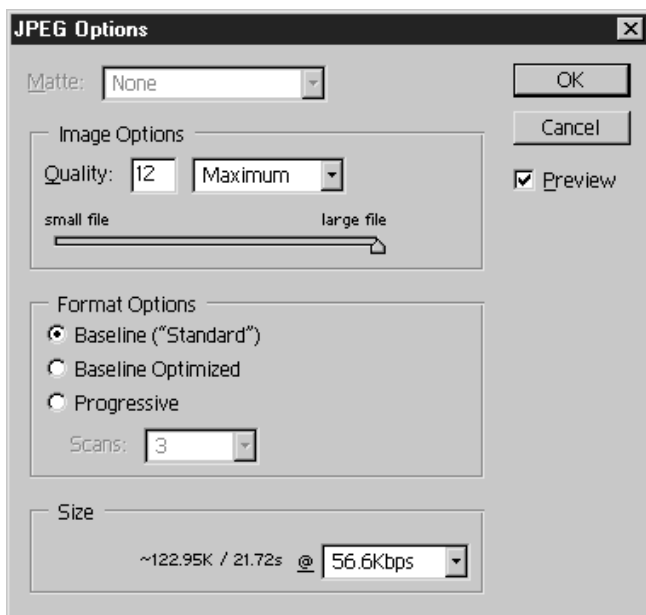 JPEG Options
Matte: None
OK
Image Options
Cancel
Quality: 12 Maximum
Preview
small file large file
Format Options
Baseline (“Standard”)
Baseline Optimized
Progressive
Scans: 3
Size
~122.95K / 21.72s @ 56.6Kbps